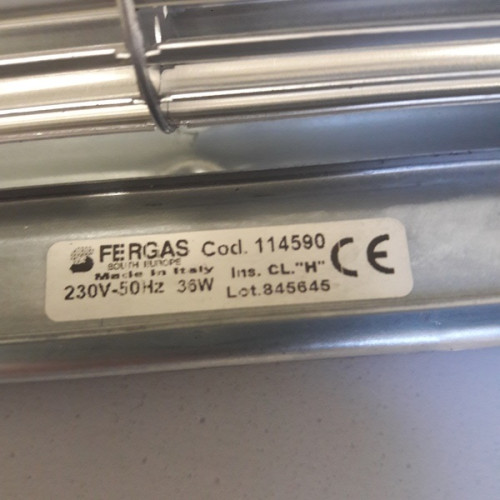 FERGAS Cod. 114590 CE
SOUTH EUROPE
Made in Italy Ins. CL."H"
230V-50Hz 36W Lot.845645